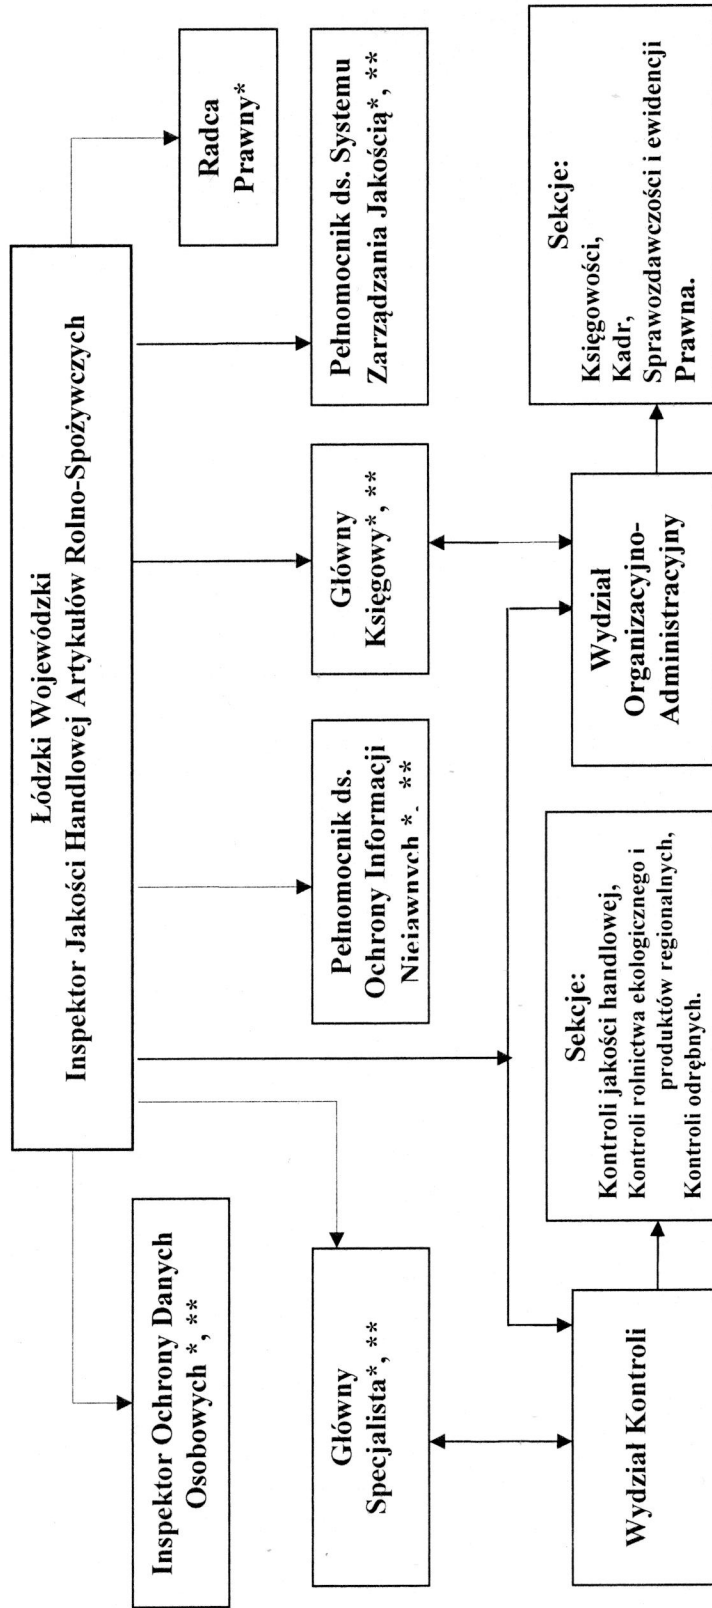 Łódzki Wojewódzki
Inspektor Jakości Handlowej Artykułów Rolno-Spożywczych
Inspektor Ochrony Danych
Osobowych *, **
Radca
Prawny*
Główny
Specjalista*, **
Pełnomocnik ds.
Ochrony Informacji
Niejawnych *, **
Główny
Księgowy*, **
Pełnomocnik ds. Systemu
Zarządzania Jakością*, **
Wydział Kontroli
Sekcje:
Kontroli jakości handlowej,
Kontroli rolnictwa ekologicznego i
produktów regionalnych,
Kontroli odrębnych.
Wydział
Organizacyjno-
Administracyjny
Sekcje:
Księgowości,
Kadr,
Sprawozdawczości i ewidencji
Prawna.